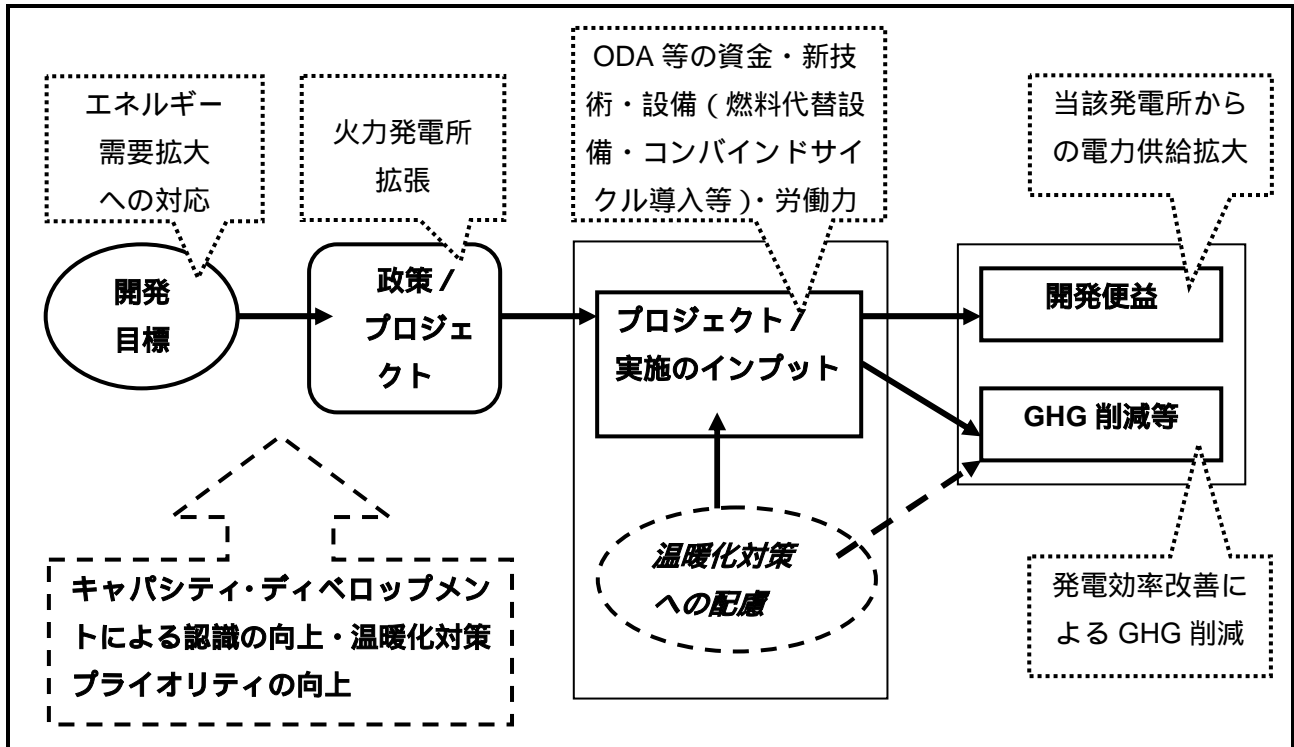 エネルギー
需要拡大
への対応
火力発電所
拡張
ODA 等の資金・新技
術・設備（燃料代替設
備・コンバインドサイ
クル導入等）・労働力
当該発電所から
の電力供給拡大
開発
目標
政策／
プロジェ
クト
プロジェクト／
実施のインプット
開発便益
GHG 削減等
温暖化対策
への配慮
キャパシティ・ディベロップメン
トによる認識の向上・温暖化対策
プライオリティの向上
発電効率改善に
よる GHG 削減